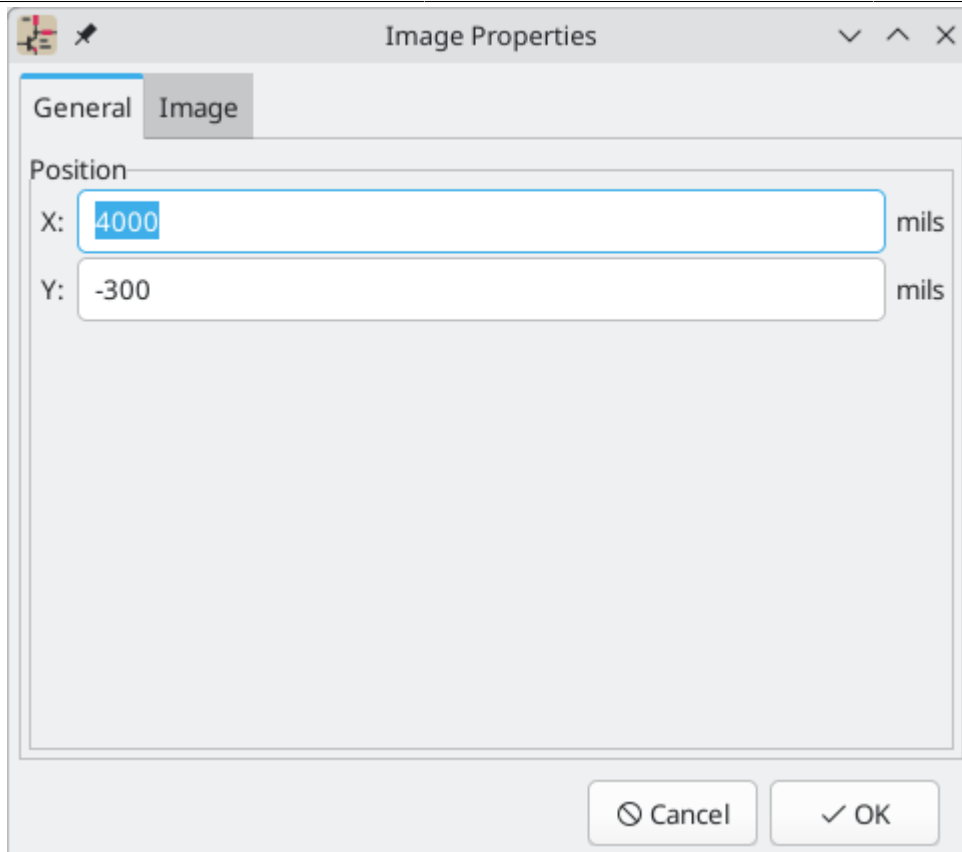 Image Properties
General Image
Position
X: 4000 mils
Y: -300 mils
Cancel OK